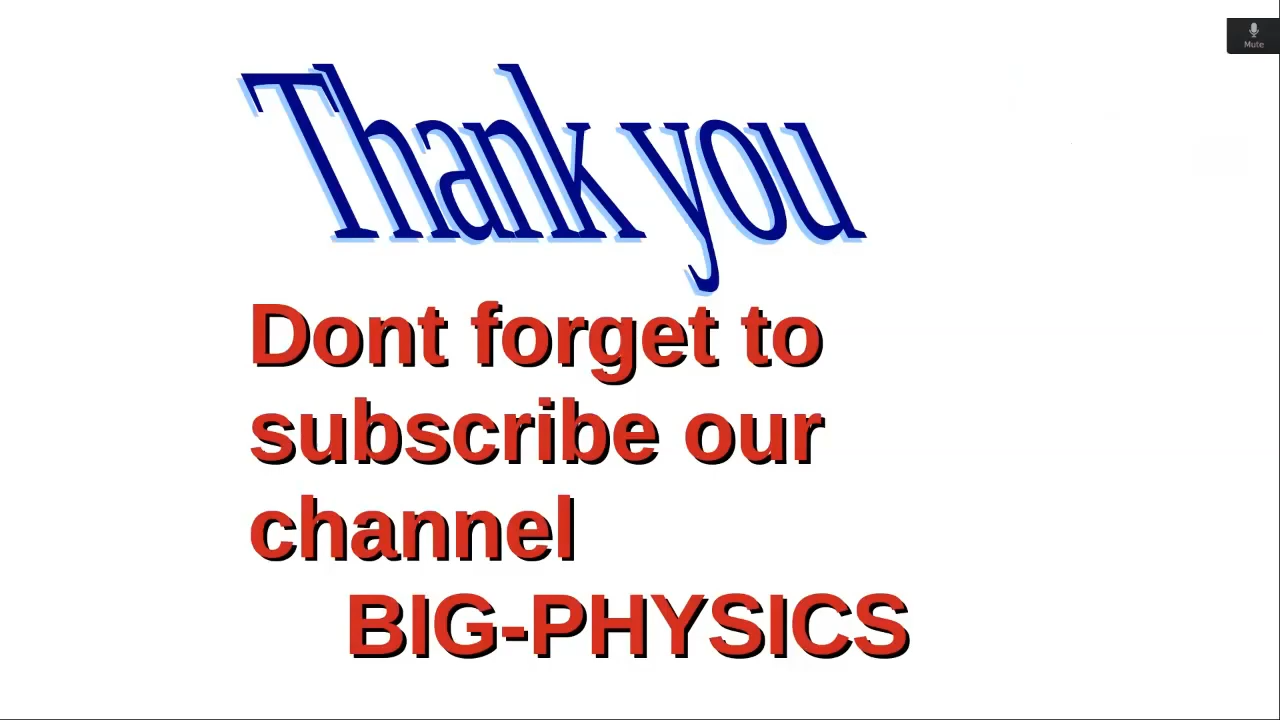 Mute
Thank you
Dont forget to
subscribe our
channel
BIG-PHYSICS